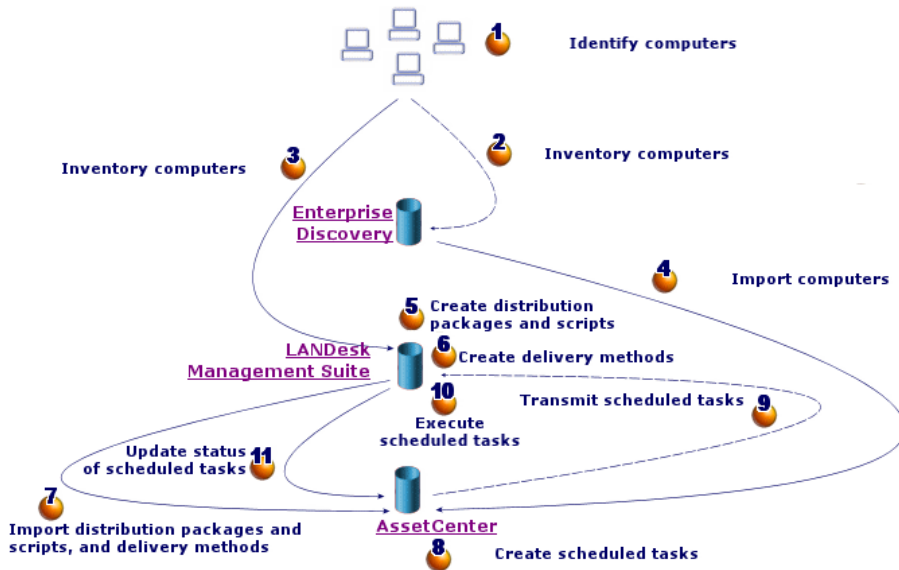 1
Identify computers
2
Inventory computers
3
Inventory computers
Enterprise
Discovery
4
Import computers
5
Create distribution
packages and scripts
LANDesk
Management Suite
6
Create delivery methods
10
Execute
scheduled tasks
Transmit scheduled tasks
9
Update status
of scheduled tasks
11
7
Import distribution packages and
scripts, and delivery methods
AssetCenter
8
Create scheduled tasks